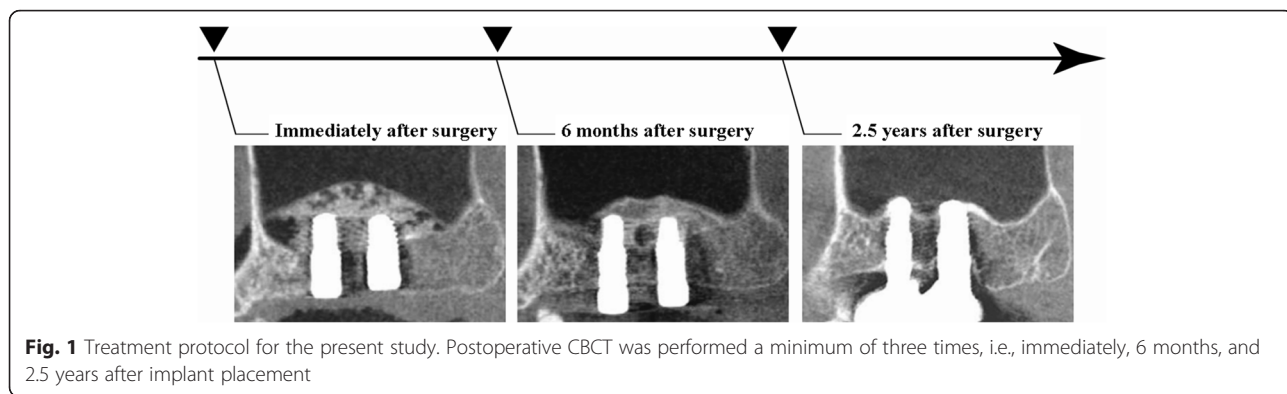 Immediately after surgery
6 months after surgery
2.5 years after surgery
Fig. 1 Treatment protocol for the present study. Postoperative CBCT was performed a minimum of three times, i.e., immediately, 6 months, and
2.5 years after implant placement